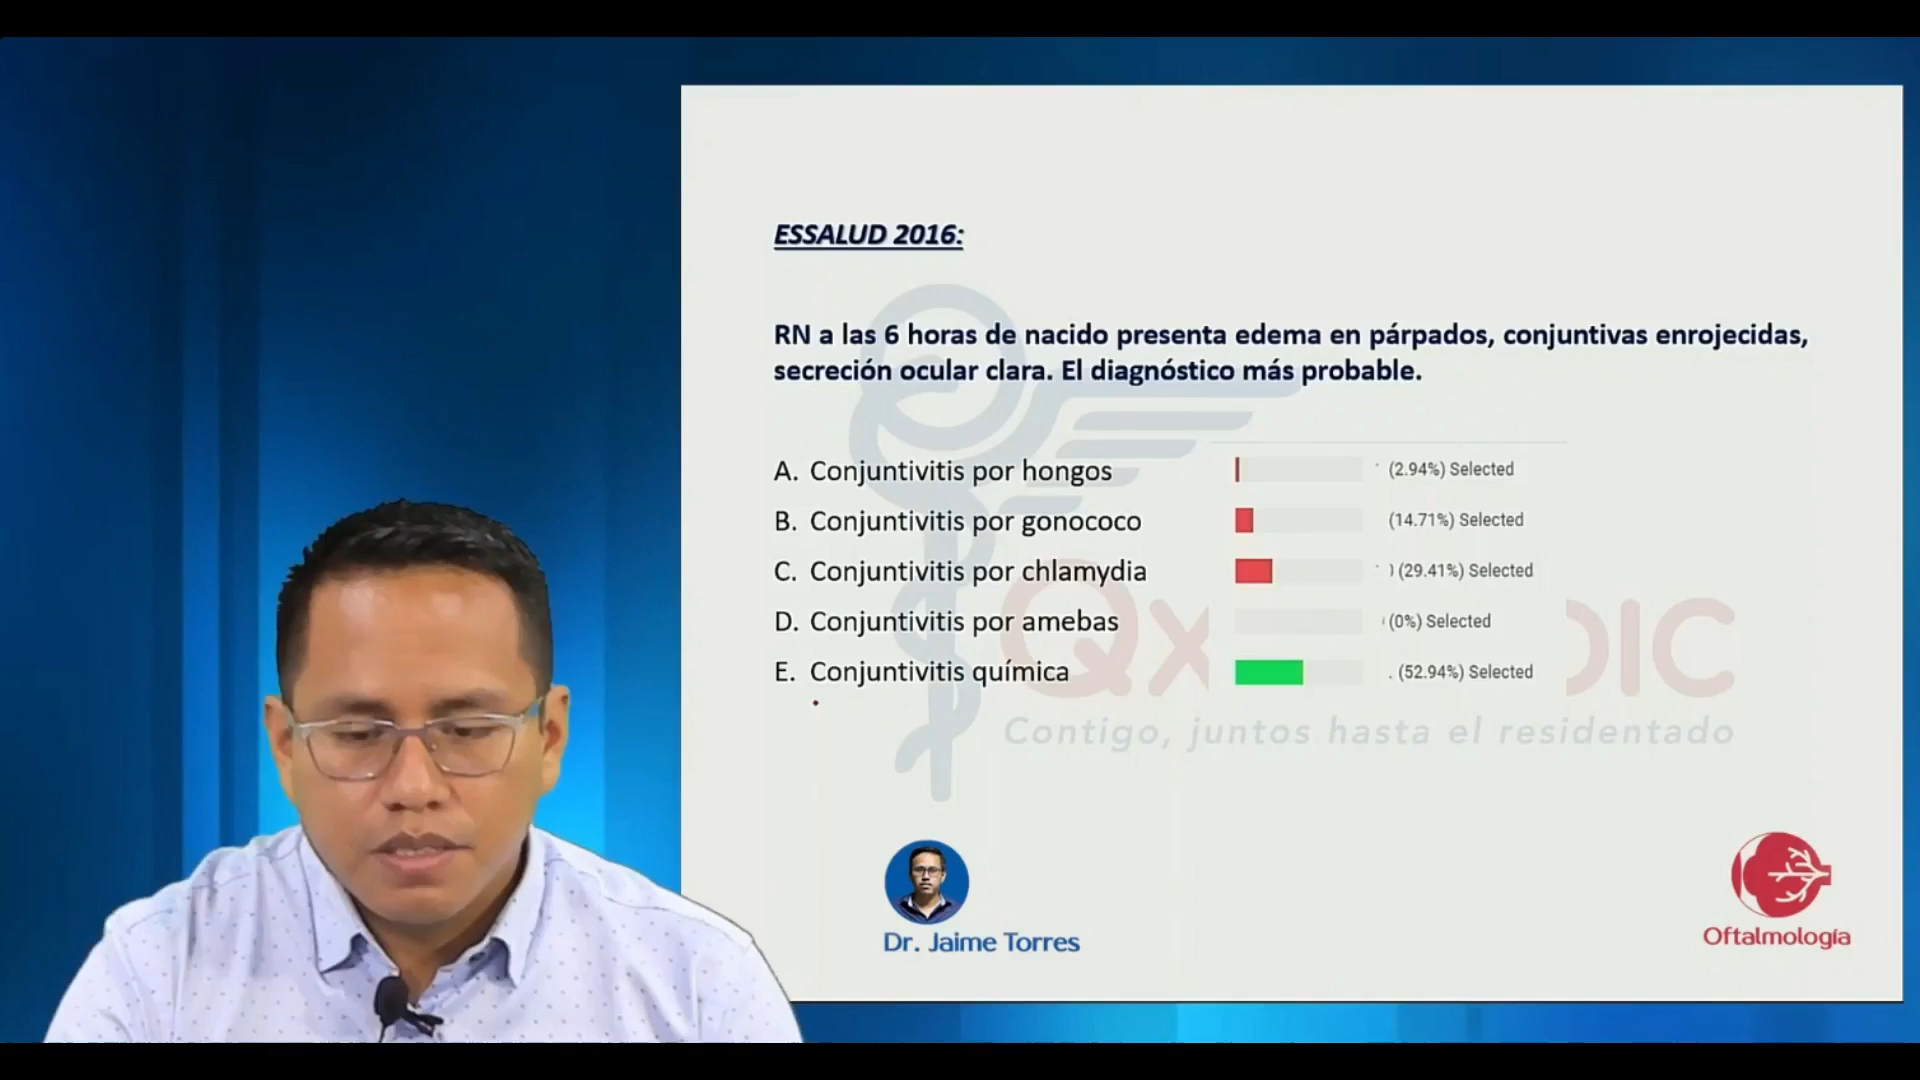 ESSALUD 2016:
RN a las 6 horas de nacido presenta edema en párpados, conjuntivas enrojecidas,
secreción ocular clara. El diagnóstico más probable.
A. Conjuntivitis por hongos (2.94%) Selected
B. Conjuntivitis por gonococo (14.71%) Selected
C. Conjuntivitis por chlamydia (29.41%) Selected
D. Conjuntivitis por amebas (0%) Selected
E. Conjuntivitis química (52.94%) Selected
Contigo, juntos hasta el residentado
Dr. Jaime Torres
Oftalmología